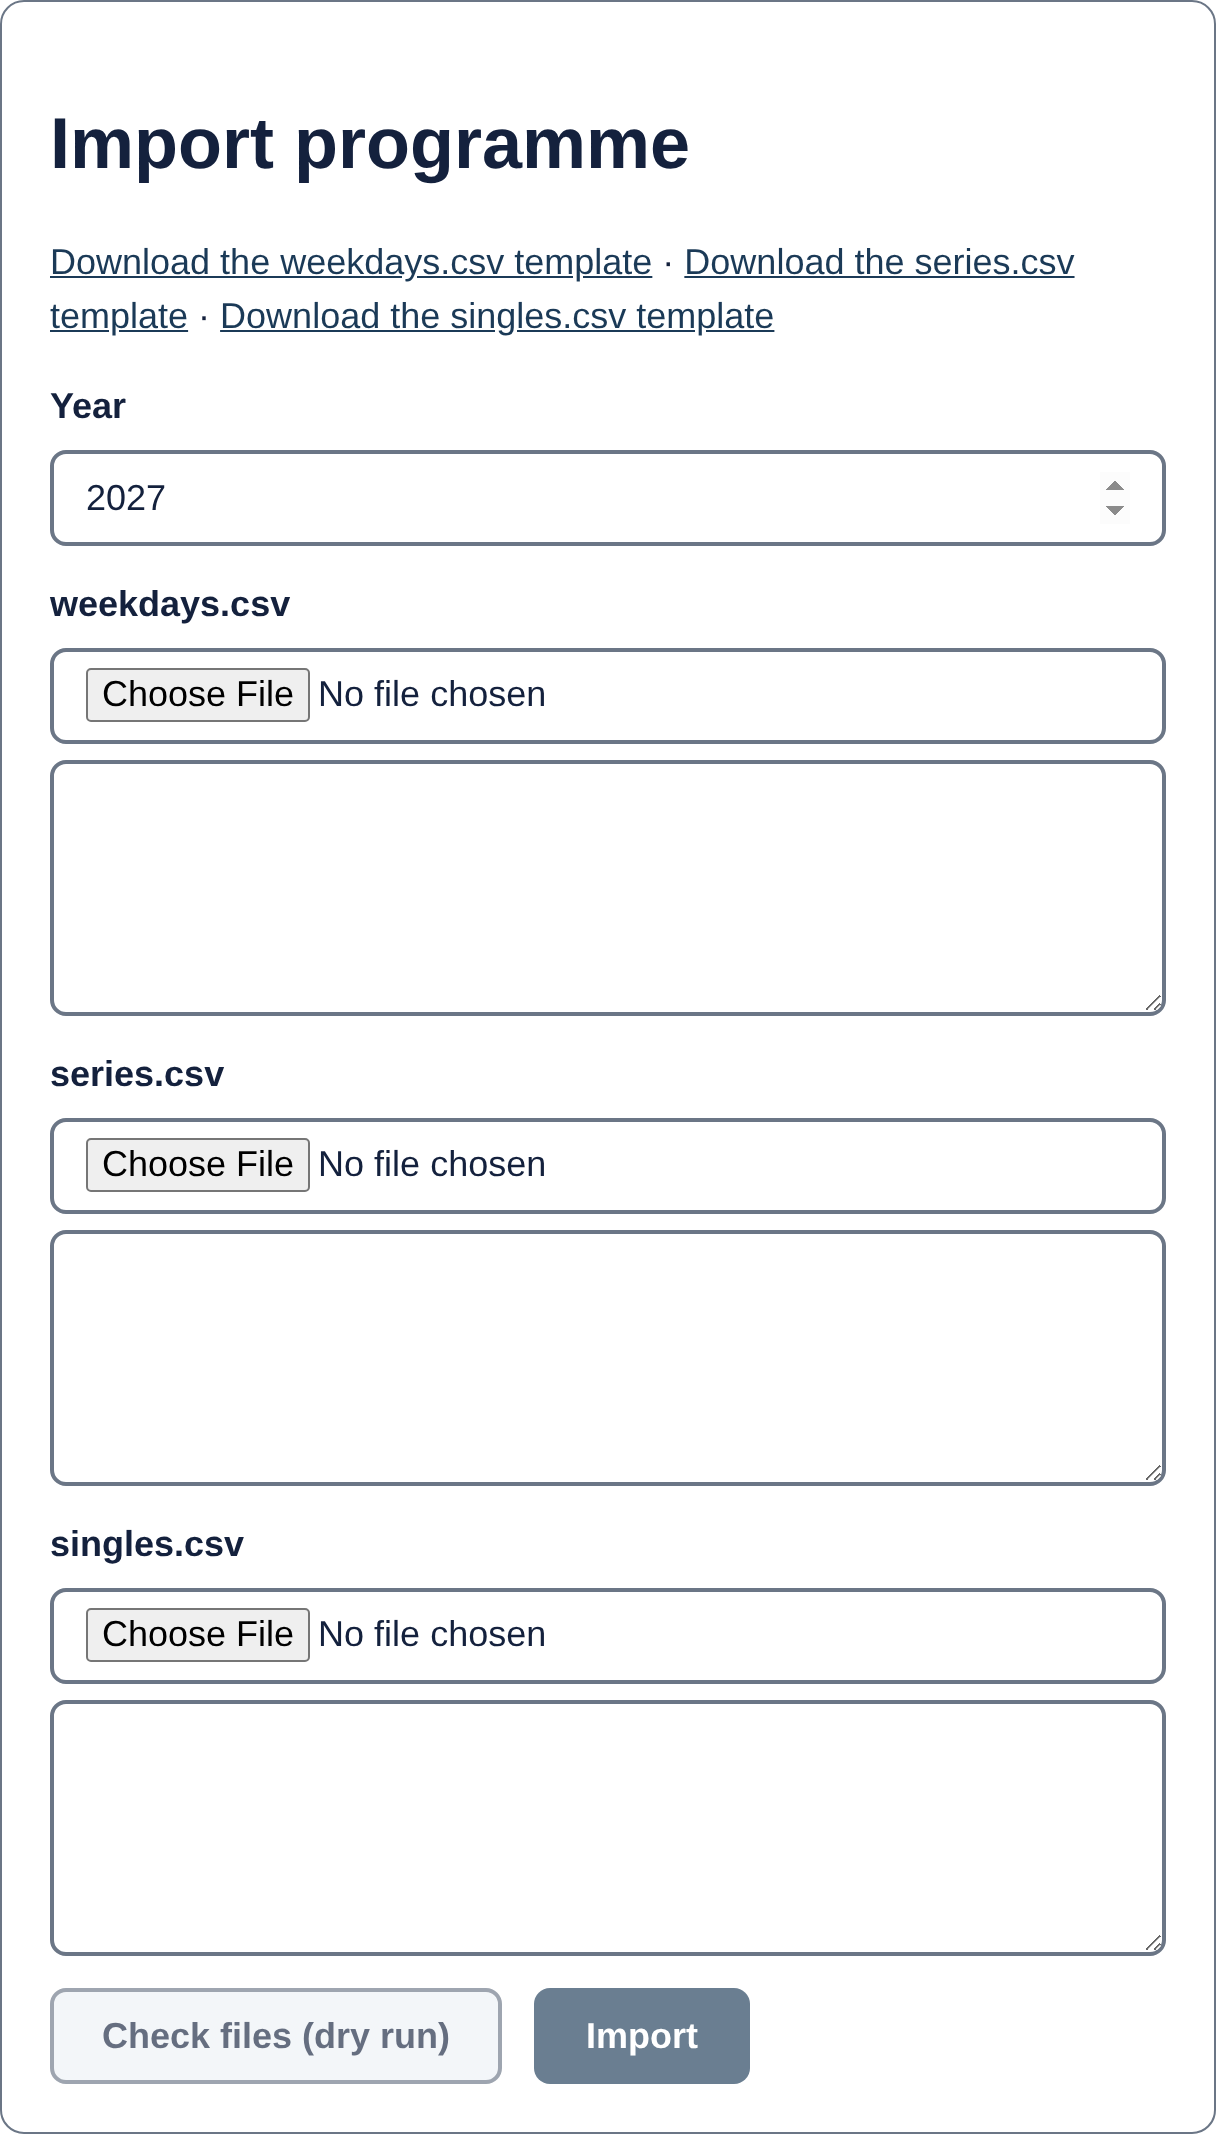 Import programme
Download the weekdays.csv template · Download the series.csv
template · Download the singles.csv template
Year
2027
weekdays.csv
Choose File No file chosen
series.csv
Choose File No file chosen
singles.csv
Choose File No file chosen
Check files (dry run) Import